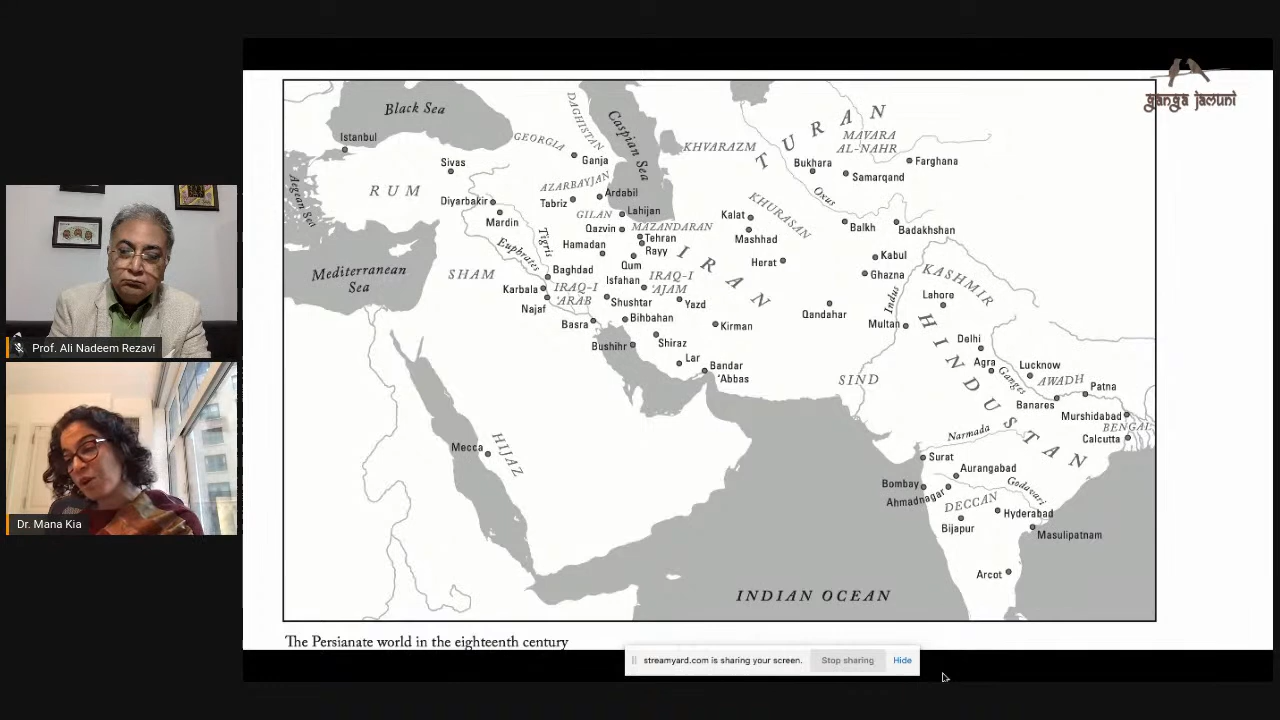 ganga jamuni
Black Sea
Istanbul
Aegean Sea
RUM
Sivas
Diyarbakir
Mardin
Mediterranean
Sea
SHAM
Euphrates
Tigris
GEORGIA
DAGHISTAN
Caspian Sea
Ganja
AZARBAYJAN
Ardabil
Tabriz
GILAN
Lahijan
Qazvin
MAZANDARAN
Tehran
Rayy
Hamadan
Qum
Baghdad
Isfahan
IRAQ-I
'AJAM
Karbala
IRAQ-I
'ARAB
Najaf
Shushtar
Yazd
Basra
Bihbahan
Kirman
Bushihr
Shiraz
Lar
Bandar
'Abbas
IRAN
KHVARAZM
TURAN
MAVARA
AL-NAHR
Bukhara
Samarqand
Farghana
Oxus
Kalat
KHURASAN
Mashhad
Herat
Balkh
Badakhshan
Kabul
Ghazna
Qandahar
Indus
KASHMIR
Lahore
Multan
HINDUSTAN
Delhi
Agra
Ganges
Lucknow
AWADH
Patna
Banares
Murshidabad
BENGAL
Calcutta
SIND
Narmada
Surat
Aurangabad
Bombay
Ahmadnagar
Godavari
DECCAN
Hyderabad
Bijapur
Masulipatnam
Arcot
Mecca
HIJAZ
INDIAN OCEAN
The Persianate world in the eighteenth century
streamyard.com is sharing your screen.
Stop sharing
Hide
Prof. Ali Nadeem Rezavi
Dr. Mana Kia